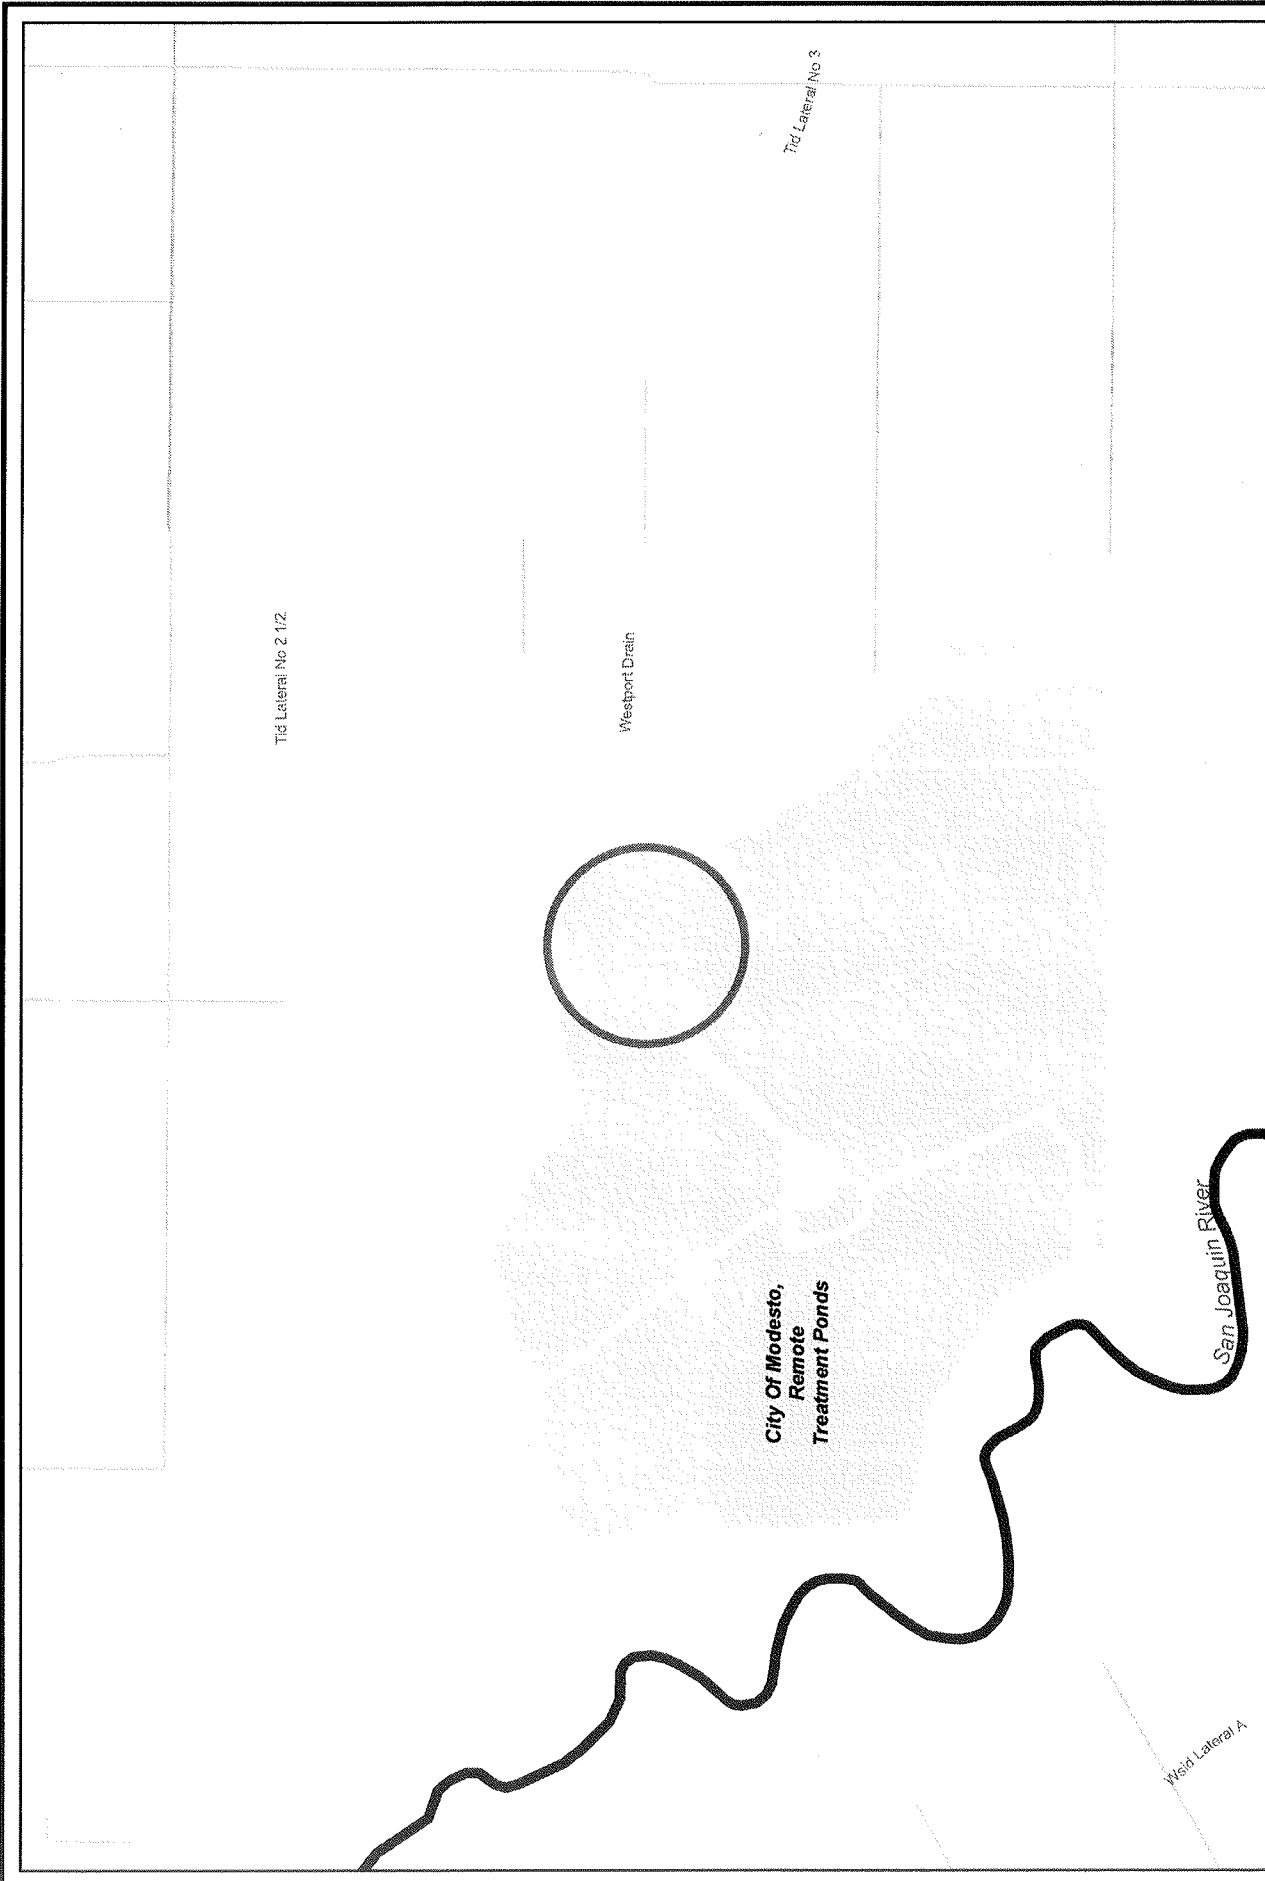 Tid Lateral No 3
Tid Lateral No 2 1/2
Westport Drain
City Of Modesto,
Remote
Treatment Ponds
San Joaquin River
Wsid Lateral A